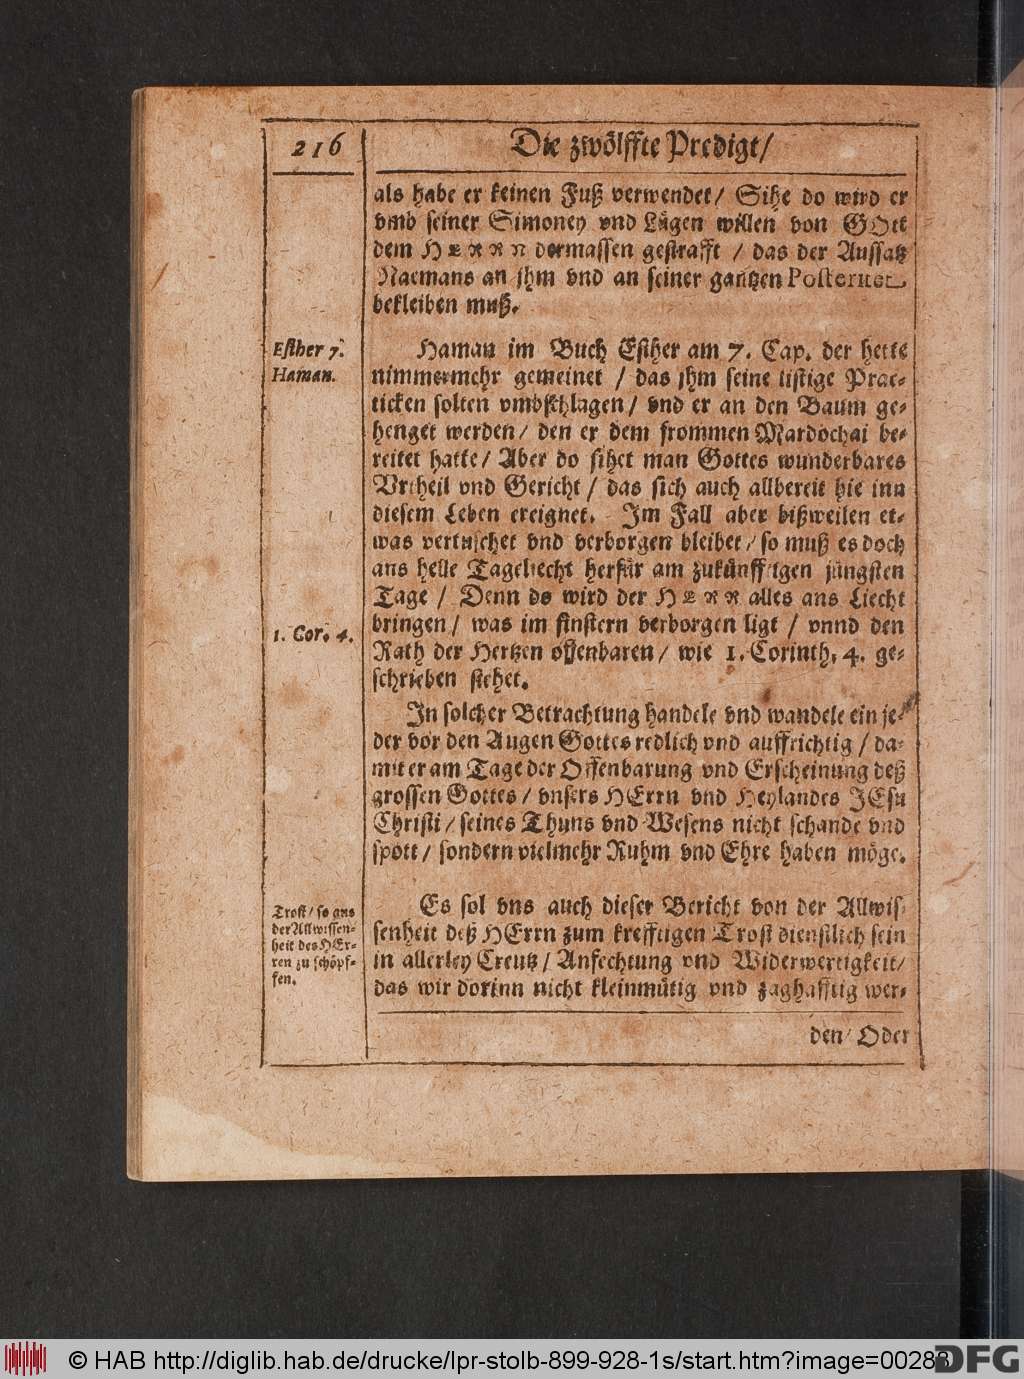 216
Die zwölffte Predigt/
als habe er keinen Fuß verwendet/ Sihe do wird er
vmb seiner Simoney vnd Lügen willen von GOtt
dem HERRN dermassen gestrafft / das der Aussatz
Naemans an jhm vnd an seiner gantzen Posteritet
bekleiben muß.
Esther 7.
Haman.
Haman im Buch Esther am 7. Cap. der hette
nimmermehr gemeinet / das jhm seine listige Prac-
ticken solten vmbschlagen/ vnd er an den Baum ge-
henget werden/ den er dem frommen Mardochai be-
reitet hatte/ Aber do sihet man Gottes wunderbares
Vrtheil vnd Gericht / das sich auch allbereit hie inn
diesem Leben ereignet. Im Fall aber bißweilen et-
was vertuschet vnd verborgen bleibet/ so muß es doch
ans helle Tageliecht herfür am zukünfftigen jüngsten
Tage / Denn do wird der HERR alles ans Liecht
1. Cor. 4.
bringen/ was im finstern verborgen ligt / vnnd den
Rath der Hertzen offenbaren/ wie 1. Corinth. 4. ge-
schrieben stehet.
In solcher Betrachtung handele vnd wandele ein je-
der vor den Augen Gottes redlich vnd auffrichtig / da-
mit er am Tage der Offenbarung vnd Erscheinung deß
grossen Gottes / vnsers HErrn vnd Heylandes JEsu
Christi / seines Thuns vnd Wesens nicht schande vnd
spott / sondern vielmehr Ruhm vnd Ehre haben möge.
Trost/ so aus
der Allwissen-
heit des HEr-
ren zu schöpf-
fen.
Es sol vns auch dieser Bericht von der Allwis-
senheit deß HErrn zum krefftigen Trost dienstlich sein
in allerley Creutz / Anfechtung vnd Widerwertigkeit/
das wir dorinn nicht kleinmütig vnd zaghafftig wer-
den/ Oder
© HAB http://diglib.hab.de/drucke/lpr-stolb-899-928-1s/start.htm?image=00288
DFG